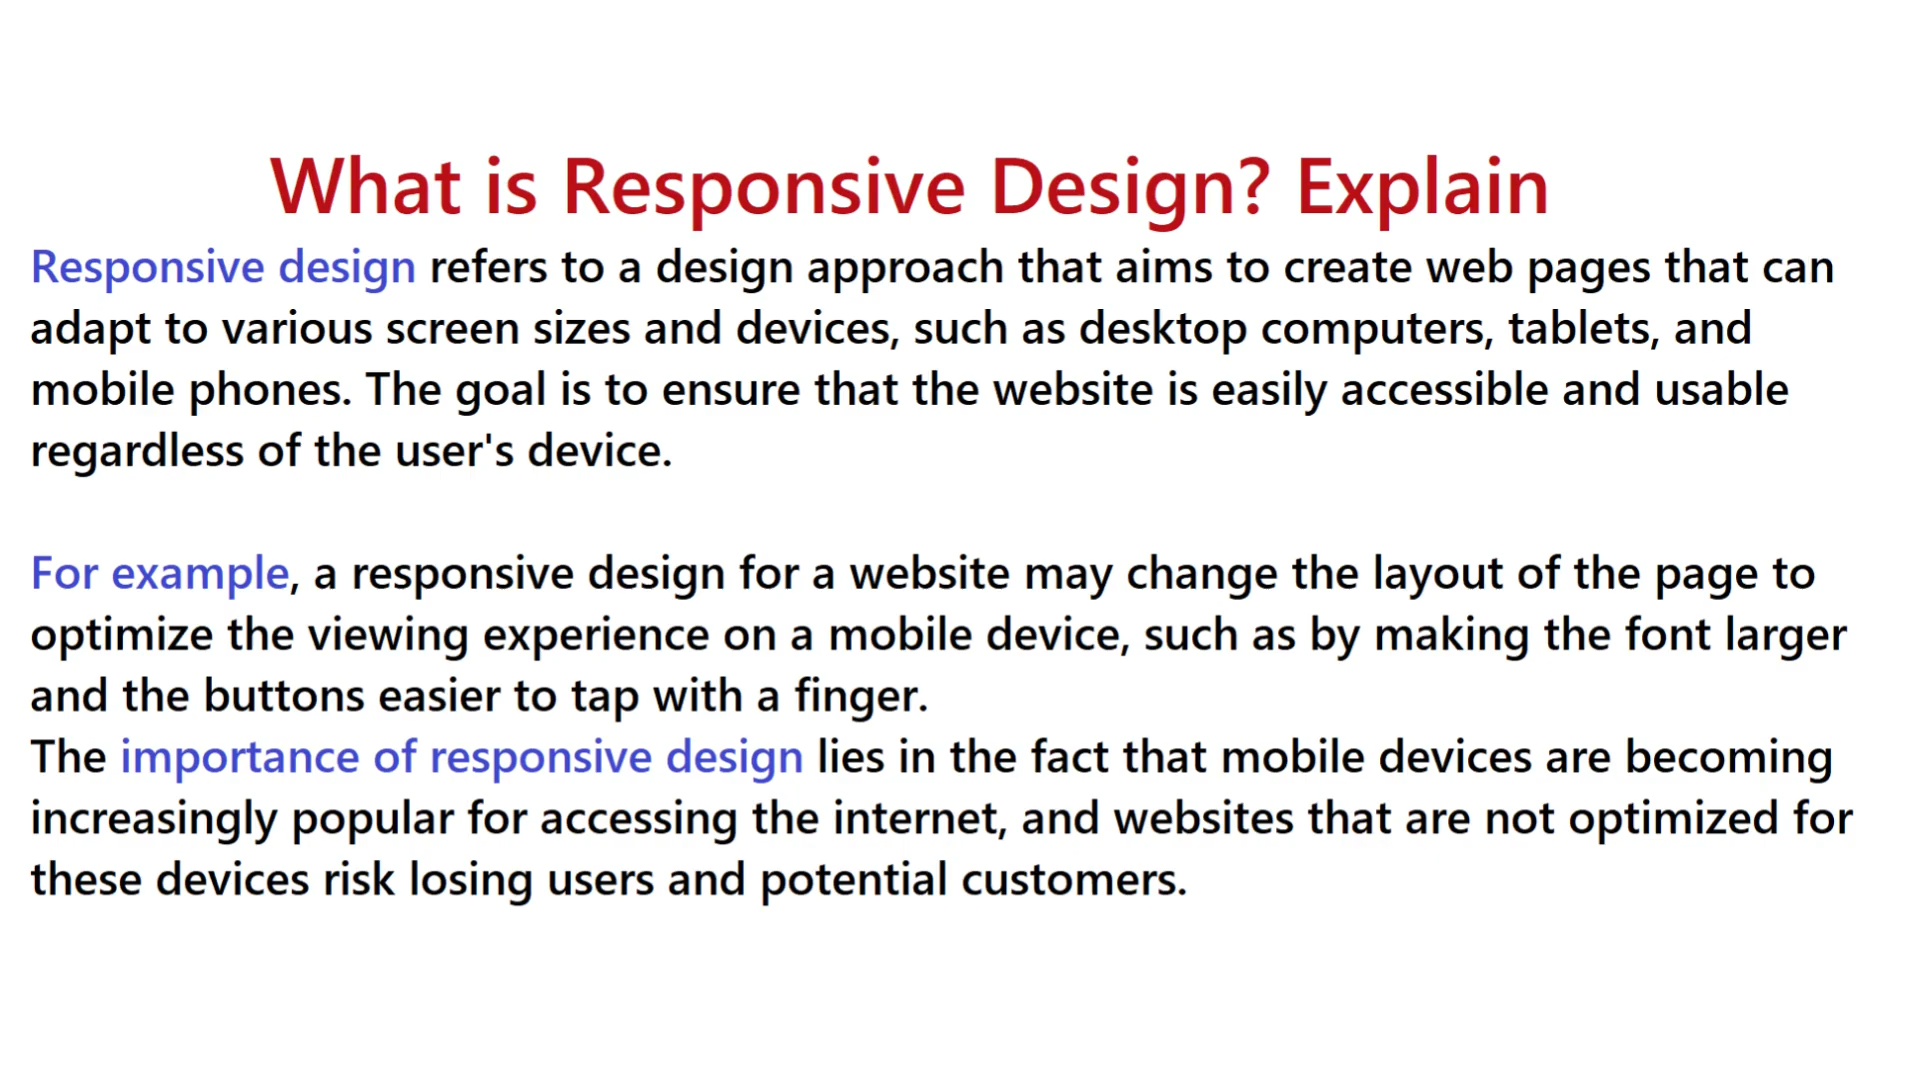 What is Responsive Design? Explain
Responsive design refers to a design approach that aims to create web pages that can
adapt to various screen sizes and devices, such as desktop computers, tablets, and
mobile phones. The goal is to ensure that the website is easily accessible and usable
regardless of the user's device.
For example, a responsive design for a website may change the layout of the page to
optimize the viewing experience on a mobile device, such as by making the font larger
and the buttons easier to tap with a finger.
The importance of responsive design lies in the fact that mobile devices are becoming
increasingly popular for accessing the internet, and websites that are not optimized for
these devices risk losing users and potential customers.